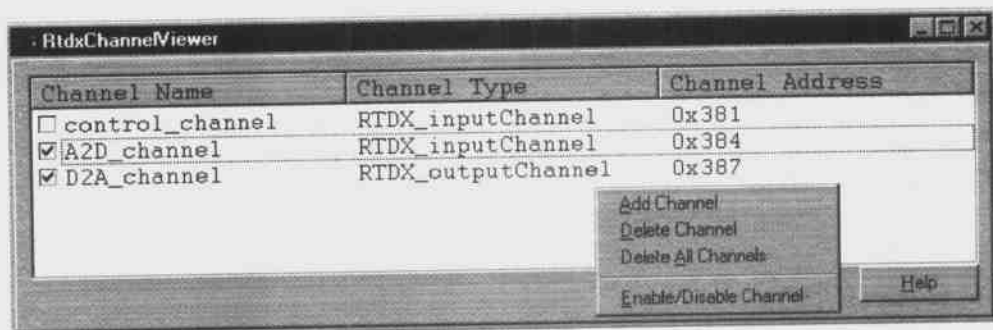 RtdxChannelViewer
Channel Name Channel Type Channel Address
control_channel RTDX_inputChannel 0x381
A2D_channel RTDX_inputChannel 0x384
D2A_channel RTDX_outputChannel 0x387
Add Channel
Delete Channel
Delete All Channels
Enable/Disable Channel
Help